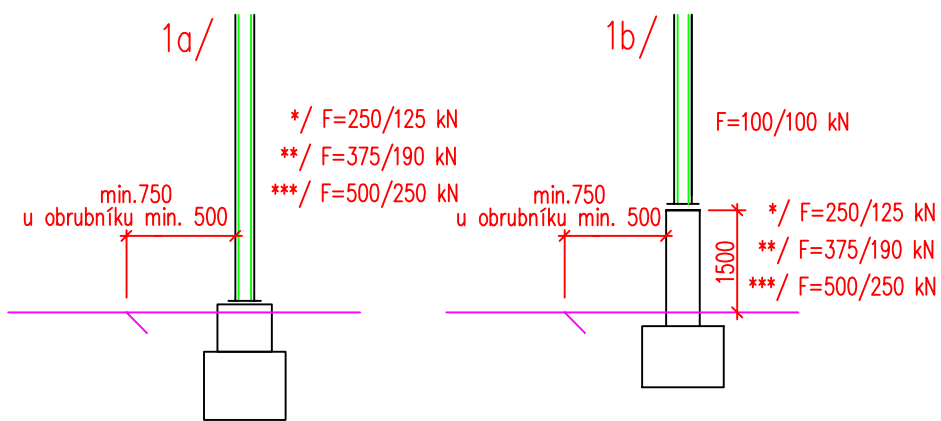 1a/
*/ F=250/125 kN
**/ F=375/190 kN
***/ F=500/250 kN
min.750
u obrubníku min. 500
1b/
F=100/100 kN
min.750
u obrubníku min. 500
*/ F=250/125 kN
**/ F=375/190 kN
***/ F=500/250 kN
1500